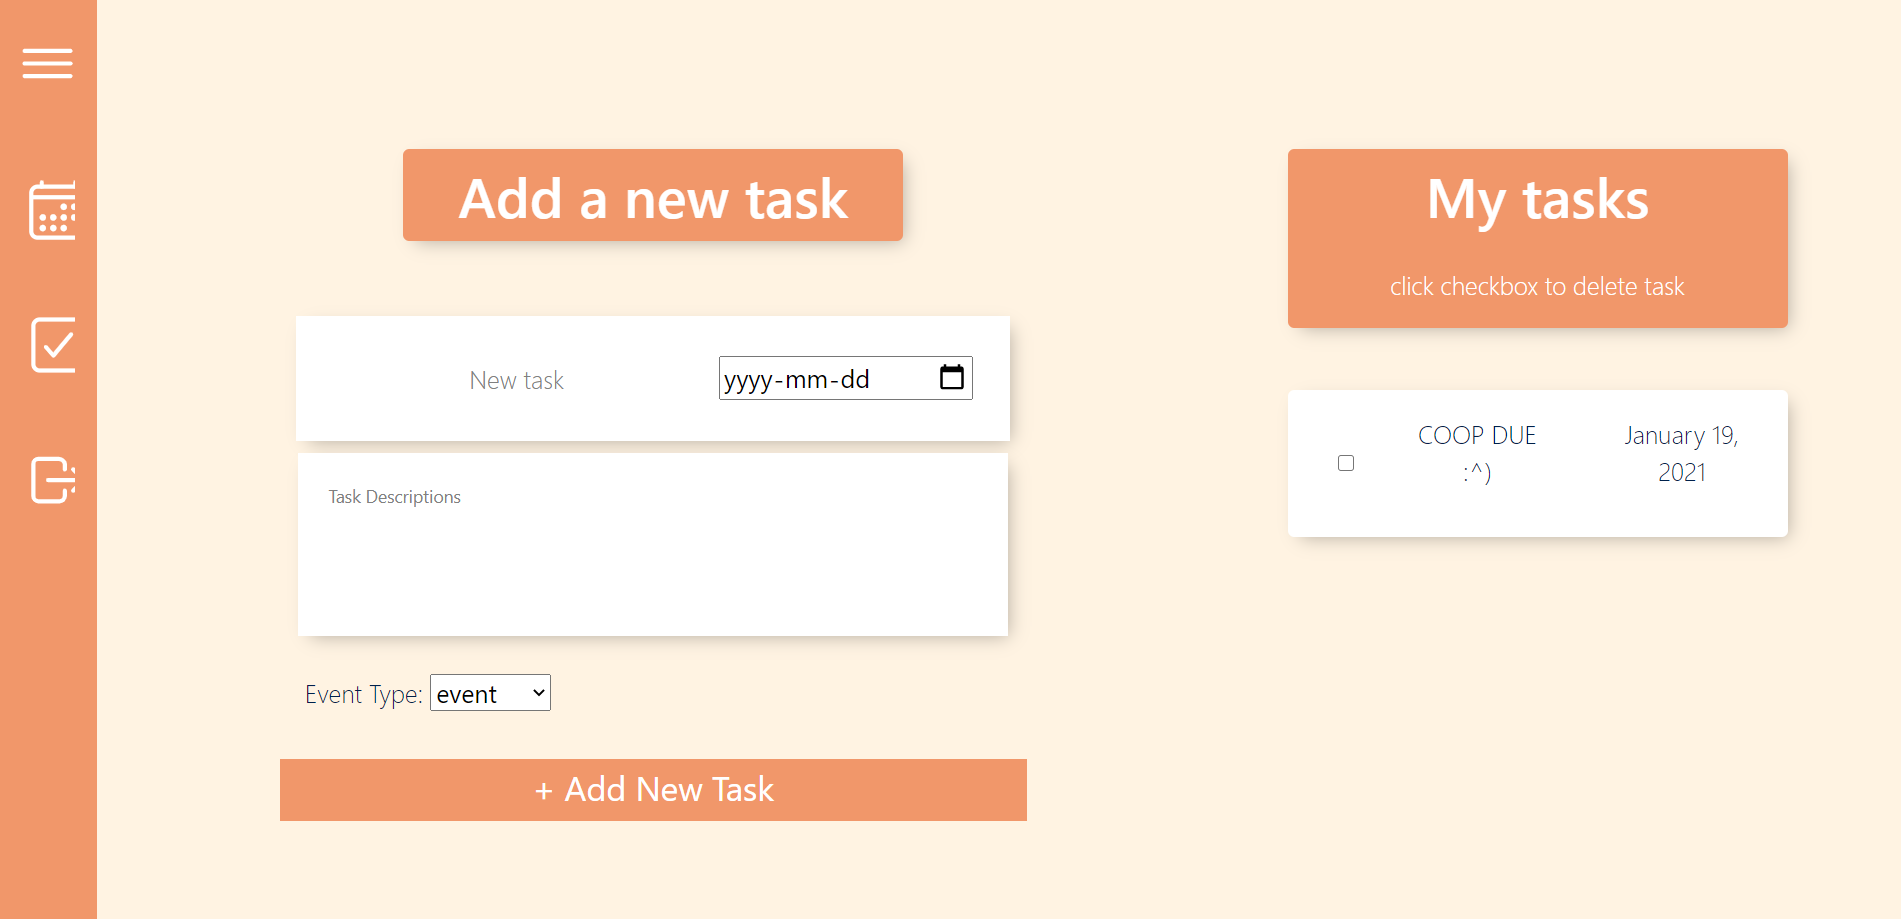 Add a new task
New task
yyyy-mm-dd
Task Descriptions
Event Type: event
+ Add New Task
My tasks
click checkbox to delete task
COOP DUE
:^)
January 19,
2021